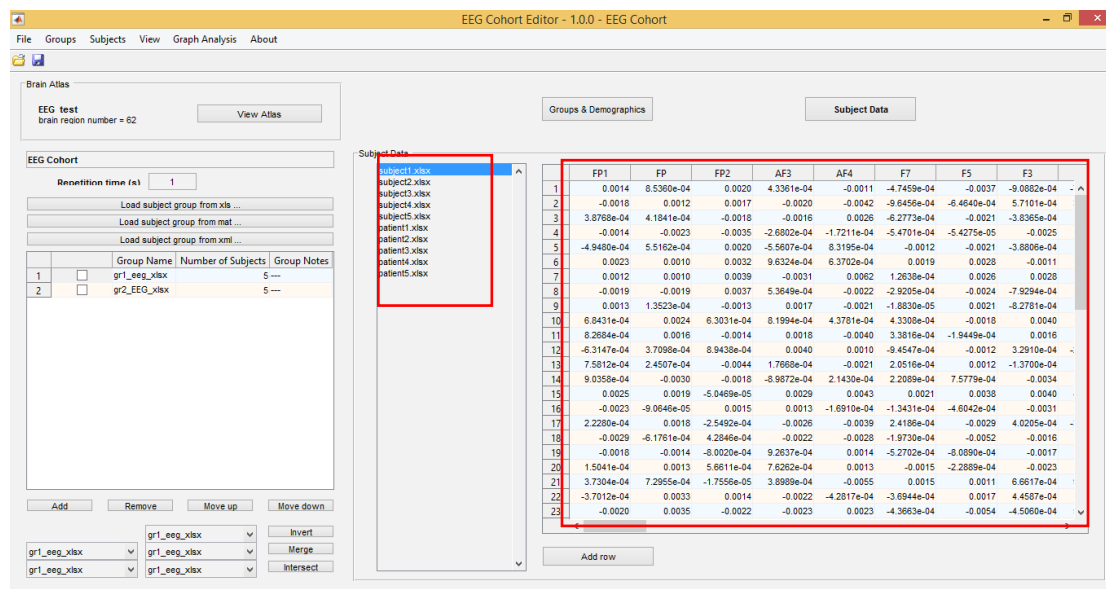 EEG Cohort Editor - 1.0.0 - EEG Cohort
File Groups Subjects View Graph Analysis About
Brain Atlas
EEG test
brain region number = 62
View Atlas
Groups & Demographics
Subject Data
EEG Cohort
Repetition time (s) 1
Load subject group from xls ...
Load subject group from mat ...
Load subject group from xml ...
Group Name Number of Subjects Group Notes
1 gr1_eeg_xlsx 5 ---
2 gr2_EEG_xlsx 5 ---
Add Remove Move up Move down
gr1_eeg_xlsx Invert
gr1_eeg_xlsx gr1_eeg_xlsx Merge
gr1_eeg_xlsx gr1_eeg_xlsx Intersect
Subject Data
subject1.xlsx
subject2.xlsx
subject3.xlsx
subject4.xlsx
subject5.xlsx
patient1.xlsx
patient2.xlsx
patient3.xlsx
patient4.xlsx
patient5.xlsx
FP1 FP FP2 AF3 AF4 F7 F5 F3
1 0.0014 8.5360e-04 0.0020 4.3361e-04 -0.0011 -4.7459e-04 -0.0037 -9.0882e-04
2 -0.0018 0.0012 0.0017 -0.0020 -0.0042 -9.6456e-04 -6.4640e-04 5.7101e-04
3 3.8768e-04 4.1841e-04 -0.0018 -0.0016 0.0026 -6.2773e-04 -0.0021 -3.8365e-04
4 -0.0014 -0.0023 -0.0035 -2.6802e-04 -1.7211e-04 -5.4701e-04 -5.4275e-05 -0.0025
5 -4.9480e-04 5.5162e-04 0.0020 -5.5607e-04 8.3195e-04 -0.0012 -0.0021 -3.8806e-04
6 0.0023 0.0010 0.0032 9.6324e-04 6.3702e-04 0.0019 0.0028 -0.0011
7 0.0012 0.0010 0.0039 -0.0031 0.0062 1.2638e-04 0.0026 0.0028
8 -0.0019 -0.0019 0.0037 5.3649e-04 -0.0022 -2.9205e-04 -0.0024 -7.9294e-04
9 0.0013 1.3523e-04 -0.0013 0.0017 -0.0021 -1.8830e-05 0.0021 -8.2781e-04
10 6.8431e-04 0.0024 6.3031e-04 8.1994e-04 4.3781e-04 4.3308e-04 -0.0018 0.0040
11 8.2684e-04 0.0016 -0.0014 0.0018 -0.0040 3.3816e-04 -1.9449e-04 0.0016
12 -6.3147e-04 3.7098e-04 8.9438e-04 0.0040 0.0010 -9.4547e-04 -0.0012 3.2910e-04
13 7.5812e-04 2.4507e-04 -0.0044 1.7668e-04 -0.0021 2.0516e-04 0.0012 -1.3700e-04
14 9.0358e-04 -0.0030 -0.0018 -8.9872e-04 2.1430e-04 2.2089e-04 7.5779e-04 -0.0034
15 0.0025 0.0019 -5.0469e-05 0.0029 0.0043 0.0021 0.0038 0.0040
16 -0.0023 -9.0646e-05 0.0015 0.0013 -1.6910e-04 -1.3431e-04 -4.6042e-04 -0.0031
17 2.2280e-04 0.0018 -2.5492e-04 -0.0026 -0.0039 2.4186e-04 -0.0029 4.0205e-04
18 -0.0029 -6.1761e-04 4.2846e-04 -0.0022 -0.0028 -1.9730e-04 -0.0052 -0.0016
19 -0.0018 -0.0014 -8.0020e-04 9.2637e-04 0.0014 -5.2702e-04 -8.0890e-04 -0.0017
20 1.5041e-04 0.0013 5.6611e-04 7.6262e-04 0.0013 -0.0015 -2.2889e-04 -0.0023
21 3.7304e-04 7.2955e-04 -1.7556e-05 3.8989e-04 -0.0055 0.0015 0.0011 6.6617e-04
22 -3.7012e-04 0.0033 0.0014 -0.0022 -4.2817e-04 -3.6944e-04 0.0017 4.4587e-04
23 -0.0020 0.0035 -0.0022 -0.0023 0.0023 -4.3663e-04 -0.0054 -4.5060e-04
Add row